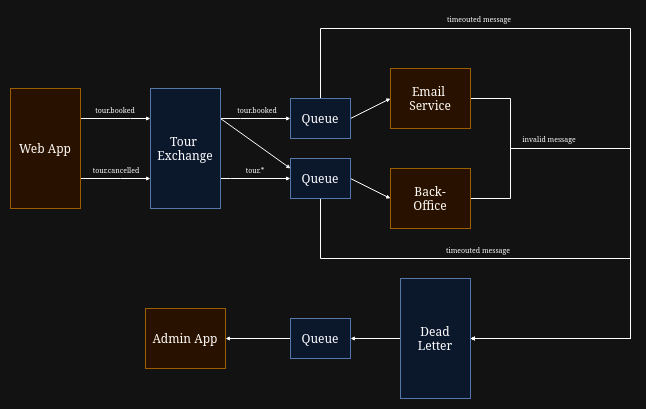 timeouted message
Web App
tour.booked
tour.cancelled
Tour
Exchange
tour.booked
tour.*
Queue
Queue
Email
Service
Back-
Office
invalid message
timeouted message
Admin App
Queue
Dead
Letter